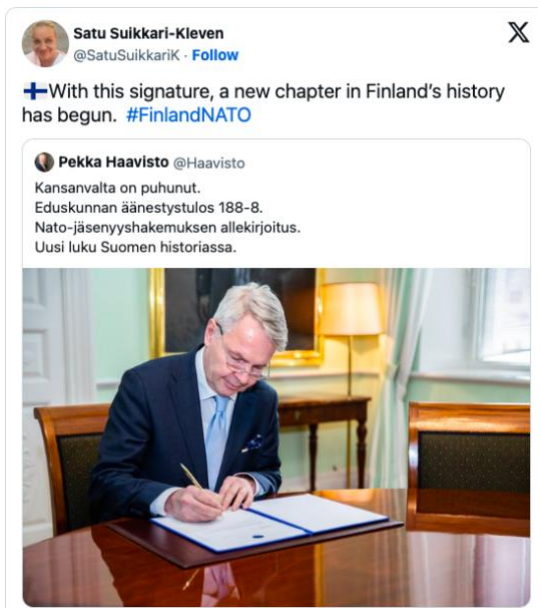 Satu Suikkari-Kleven
@SatuSuikkariK · Follow
🇫🇮With this signature, a new chapter in Finland’s history
has begun. #FinlandNATO
Pekka Haavisto @Haavisto
Kansanvalta on puhunut.
Eduskunnan äänestystulos 188-8.
Nato-jäsenyyshakemuksen allekirjoitus.
Uusi luku Suomen historiassa.